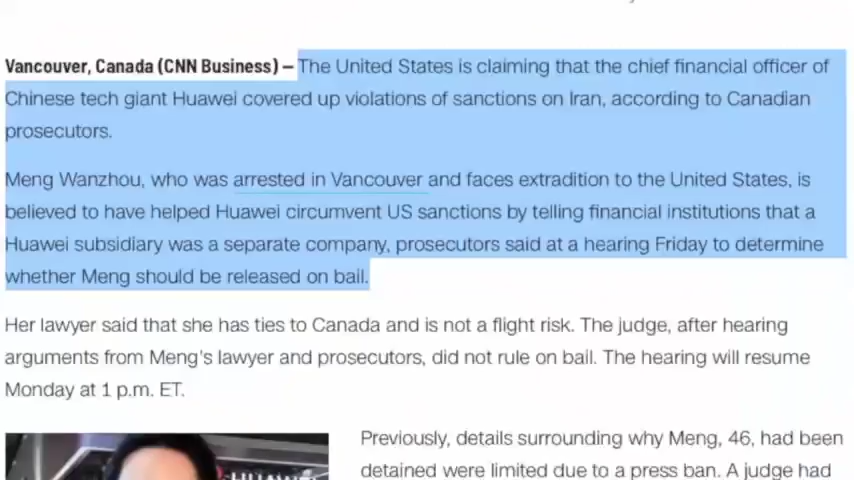 Vancouver, Canada (CNN Business) — The United States is claiming that the chief financial officer of
Chinese tech giant Huawei covered up violations of sanctions on Iran, according to Canadian
prosecutors.
Meng Wanzhou, who was arrested in Vancouver and faces extradition to the United States, is
believed to have helped Huawei circumvent US sanctions by telling financial institutions that a
Huawei subsidiary was a separate company, prosecutors said at a hearing Friday to determine
whether Meng should be released on bail.
Her lawyer said that she has ties to Canada and is not a flight risk. The judge, after hearing
arguments from Meng's lawyer and prosecutors, did not rule on bail. The hearing will resume
Monday at 1 p.m. ET.
Previously, details surrounding why Meng, 46, had been
detained were limited due to a press ban. A judge had